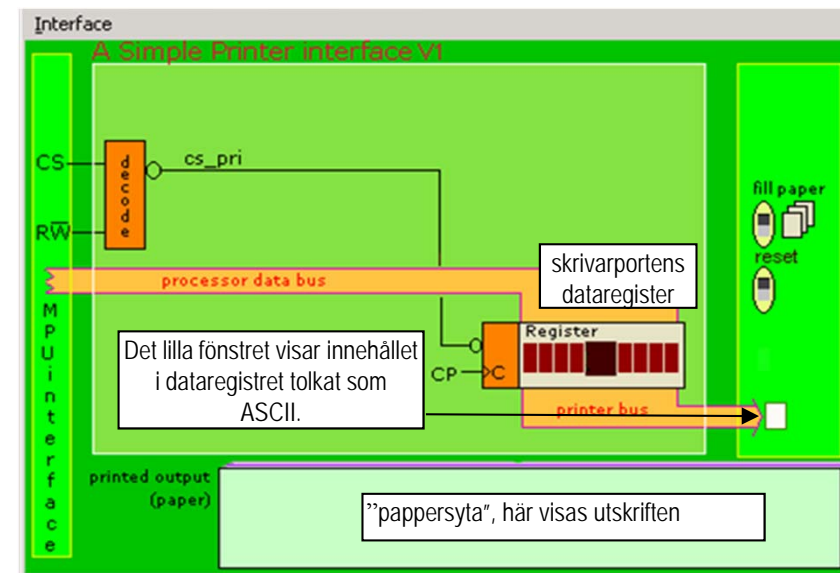 Interface
A Simple Printer interface V1
CS
decode
cs_pri
RW
fill paper
reset
processor data bus
skrivarportens
dataregister
MPUinterface
Register
Det lilla fönstret visar innehållet
i dataregistret tolkat som
ASCII.
CP
C
printer bus
printed output
(paper)
”pappersyta”, här visas utskriften